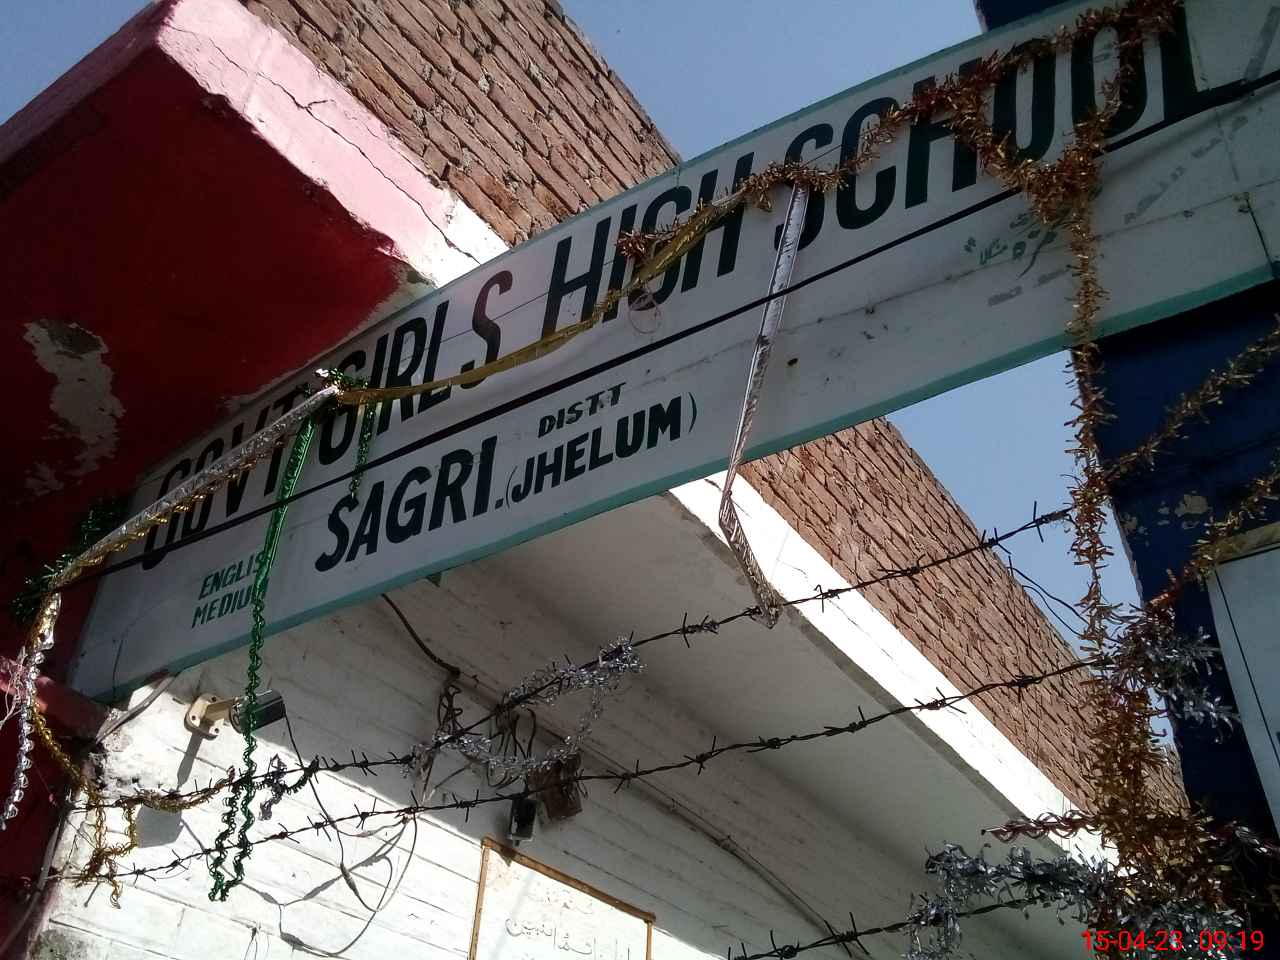 GOVT GIRLS HIGH SCHOOL
SAGRI. DISTT (JHELUM)
ENGLISH
MEDIUM
15-04-23 09:19